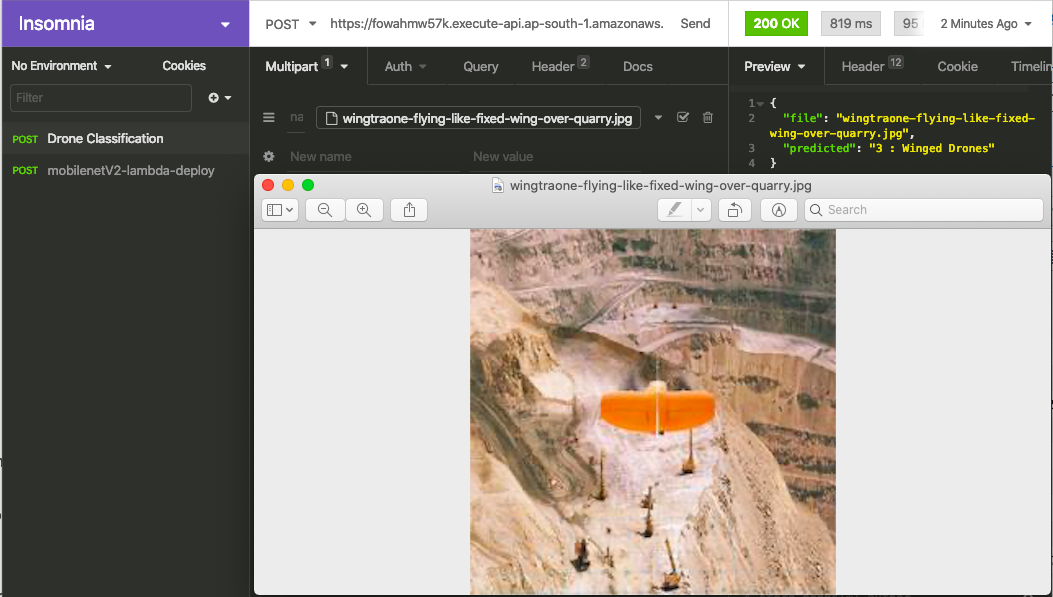 Insomnia
POST https://fowahmw57k.execute-api.ap-south-1.amazonaws. Send
200 OK 819 ms 95 2 Minutes Ago
No Environment Cookies
Multipart 1 Auth Query Header 2 Docs
Preview Header 12 Cookie Timelin
Filter
na wingtraone-flying-like-fixed-wing-over-quarry.jpg
New name New value
POST Drone Classification
POST mobilenetV2-lambda-deploy
1 {
2 "file": "wingtraone-flying-like-fixed-
wing-over-quarry.jpg",
3 "predicted": "3 : Winged Drones"
4 }
wingtraone-flying-like-fixed-wing-over-quarry.jpg
Search